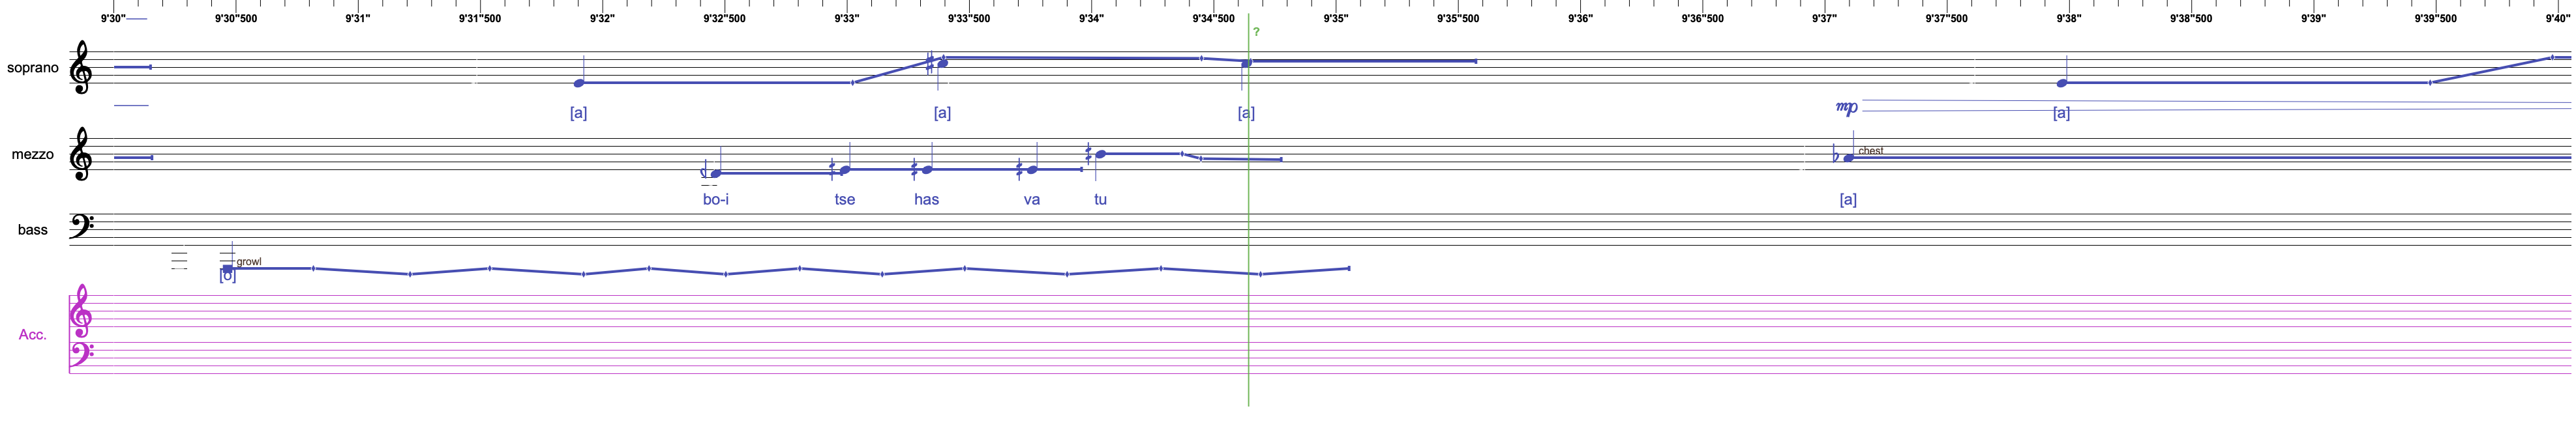 9'30" 9'30"500 9'31" 9'31"500 9'32" 9'32"500 9'33" 9'33"500 9'34" 9'34"500 9'35" 9'35"500 9'36" 9'36"500 9'37" 9'37"500 9'38" 9'38"500 9'39" 9'39"500 9'40"
?
soprano
[a] [a] [a] mp [a]
mezzo
chest
bo-i tse has va tu [a]
bass
growl
[o]
Acc.